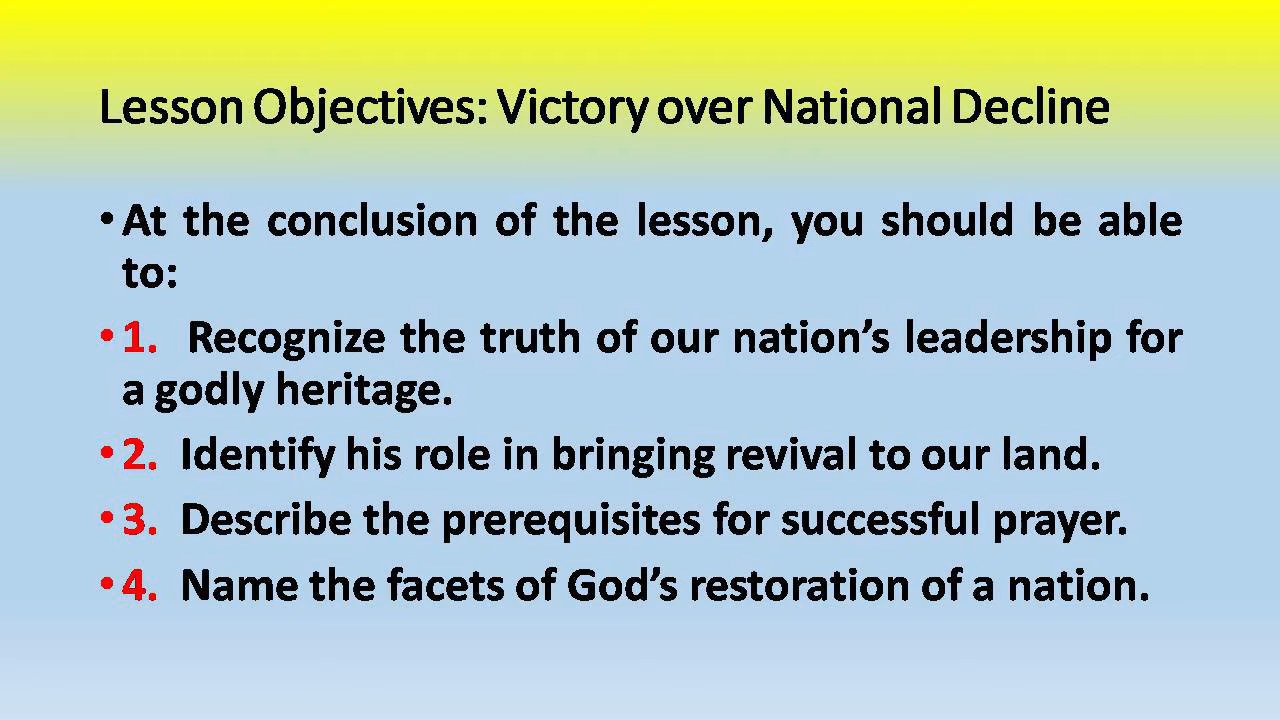 Lesson Objectives: Victory over National Decline
• At the conclusion of the lesson, you should be able
to:
• 1. Recognize the truth of our nation’s leadership for
a godly heritage.
• 2. Identify his role in bringing revival to our land.
• 3. Describe the prerequisites for successful prayer.
• 4. Name the facets of God’s restoration of a nation.